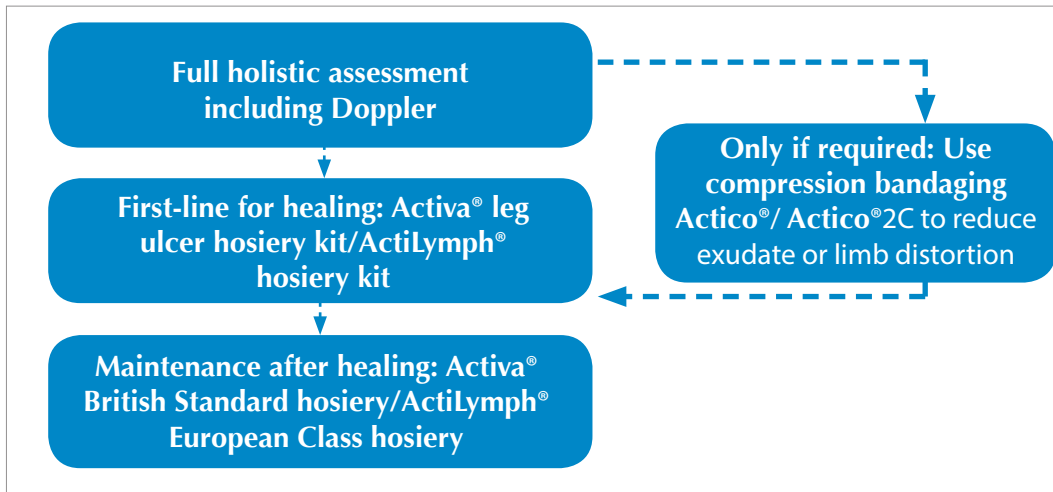 Full holistic assessment
including Doppler
Only if required: Use
compression bandaging
Actico®/ Actico®2C to reduce
exudate or limb distortion
First-line for healing: Activa® leg
ulcer hosiery kit/ActiLymph®
hosiery kit
Maintenance after healing: Activa®
British Standard hosiery/ActiLymph®
European Class hosiery